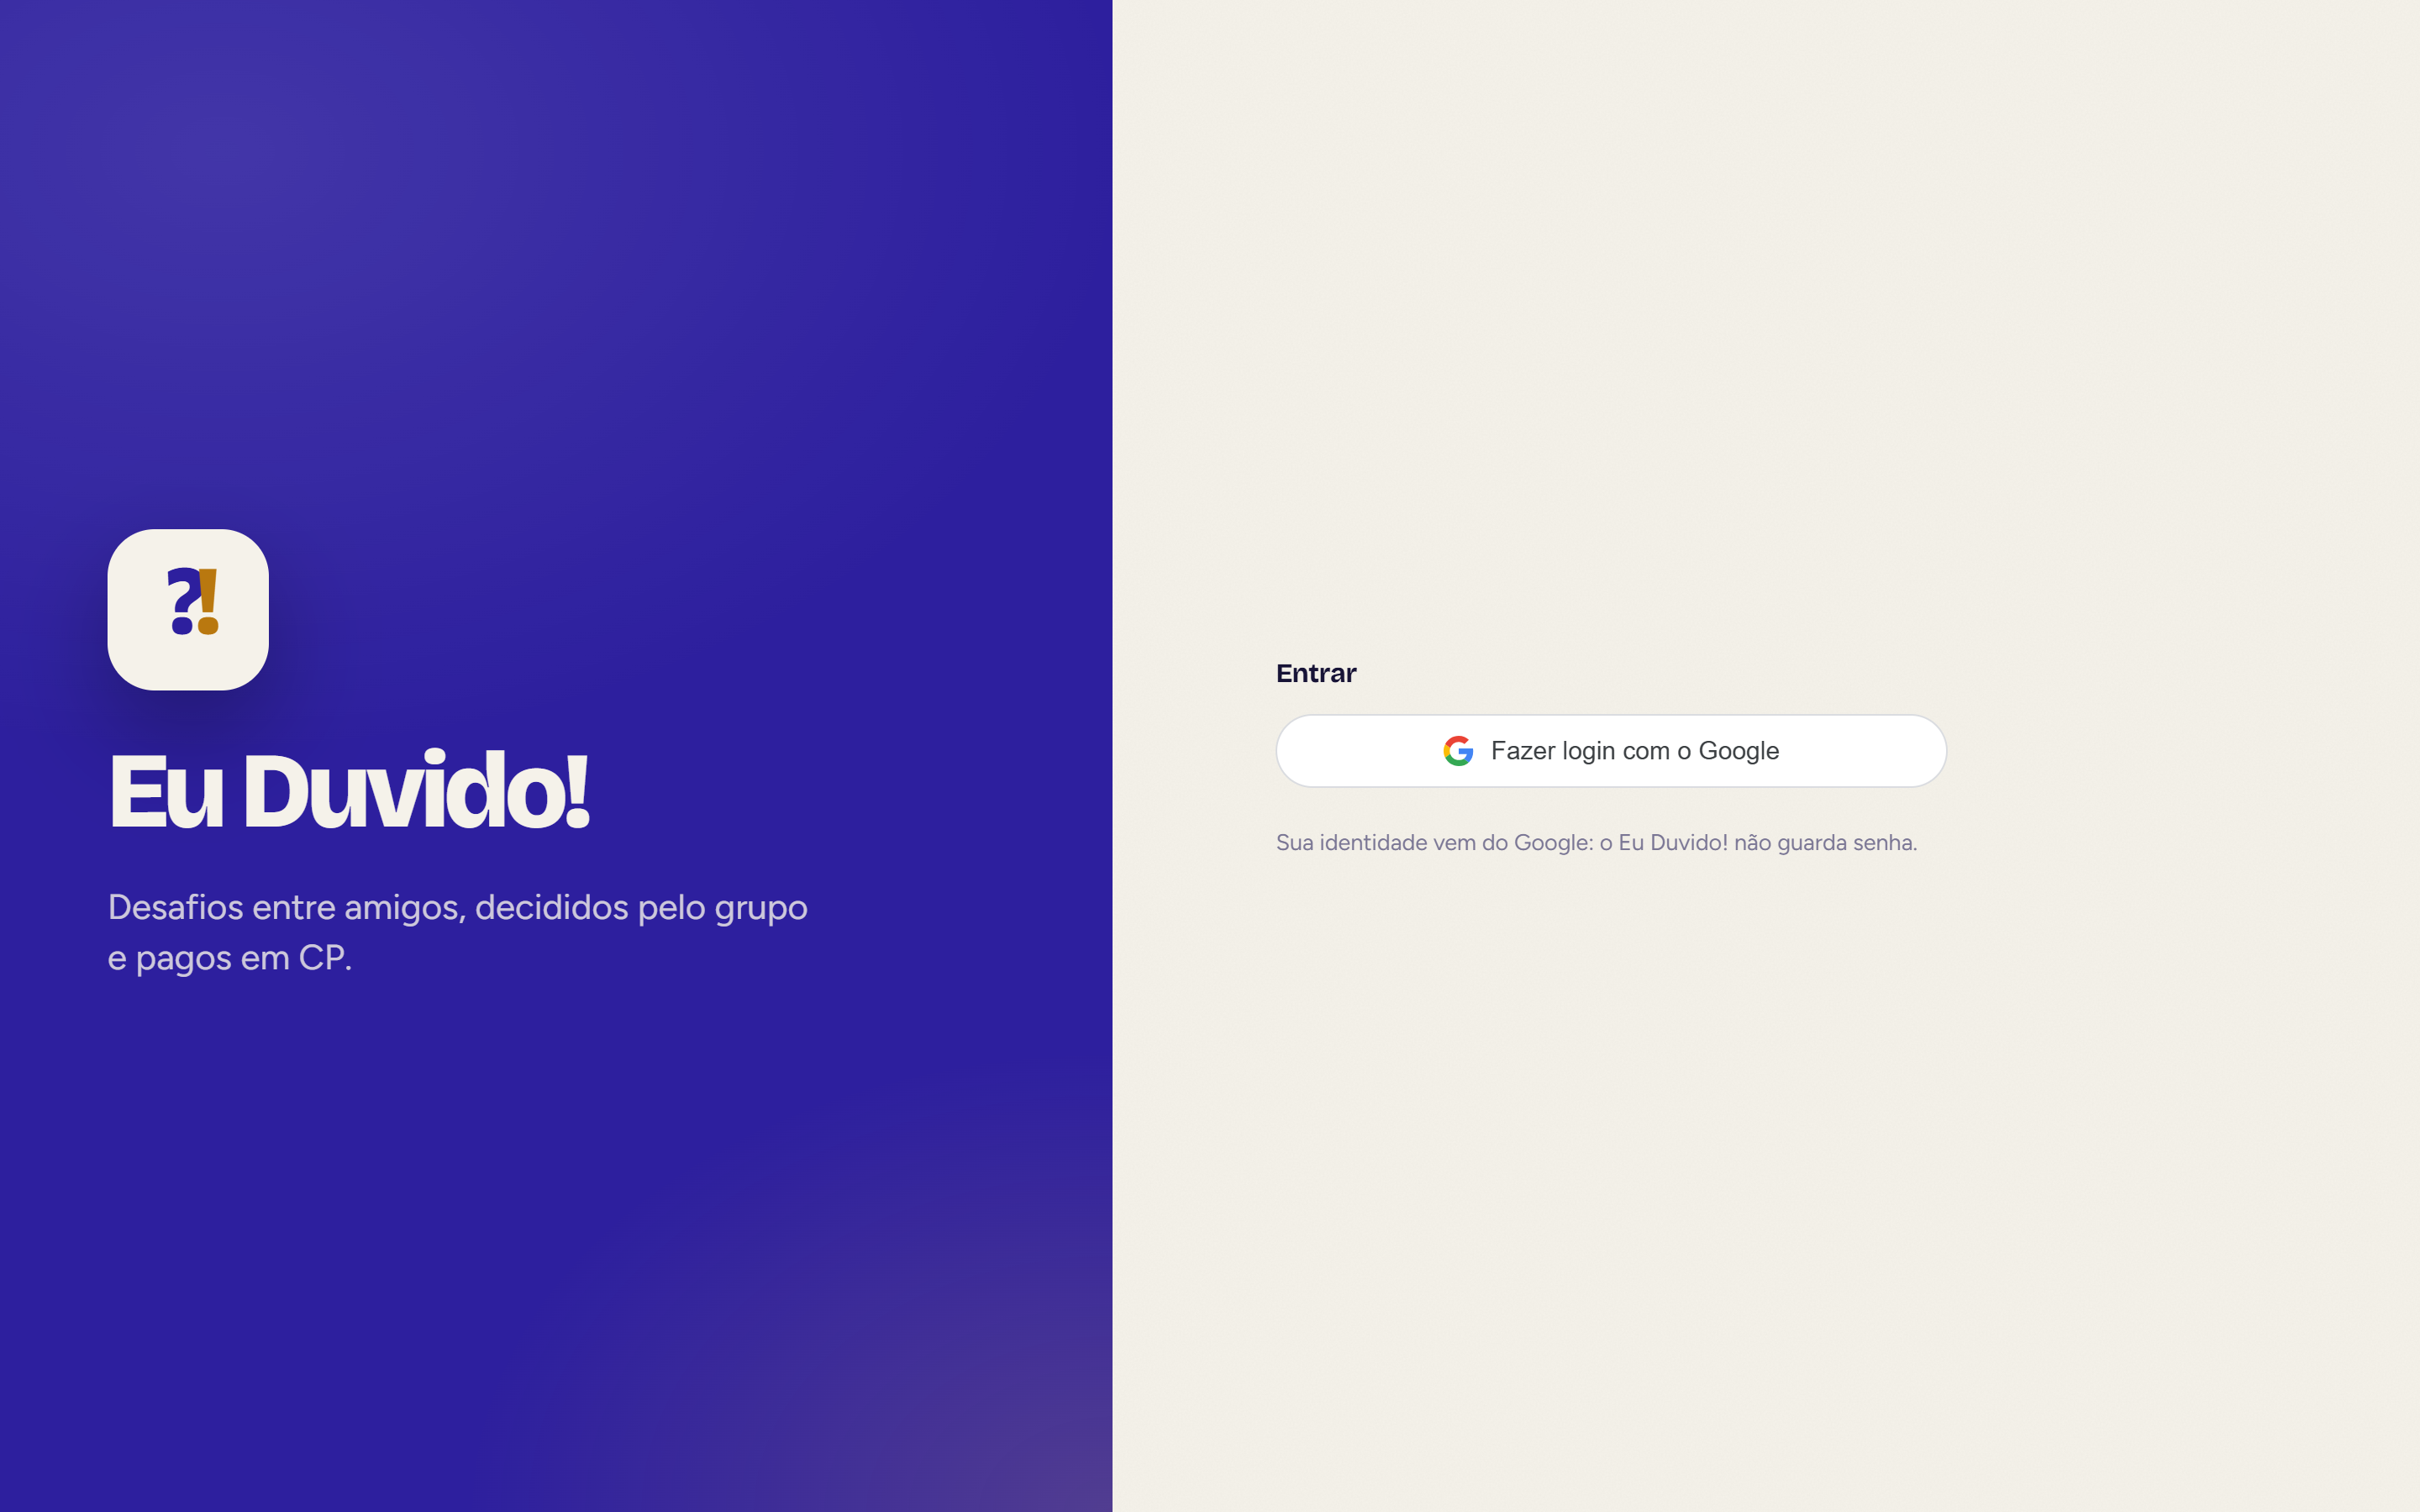 ?!
Eu Duvido!
Desafios entre amigos, decididos pelo grupo
e pagos em CP.
Entrar
Fazer login com o Google
Sua identidade vem do Google: o Eu Duvido! não guarda senha.